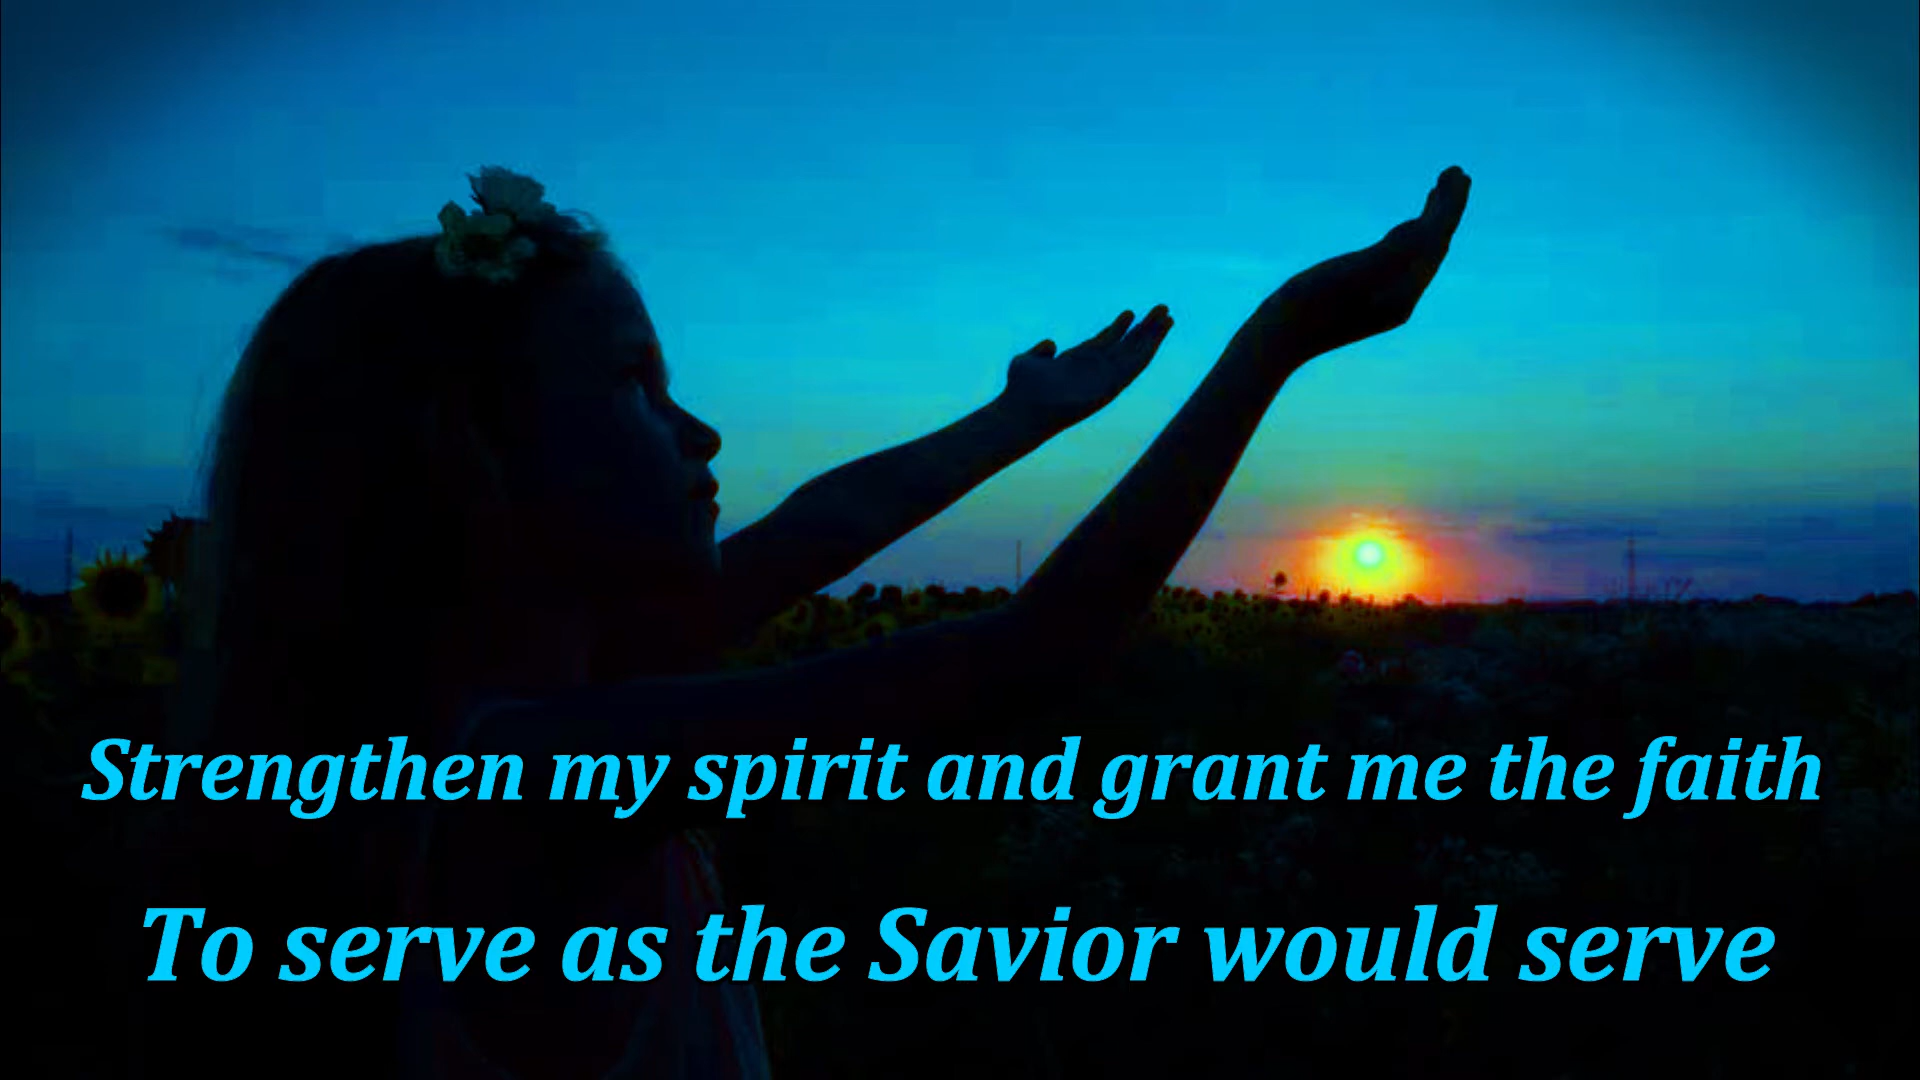 Strengthen my spirit and grant me the faith
To serve as the Savior would serve